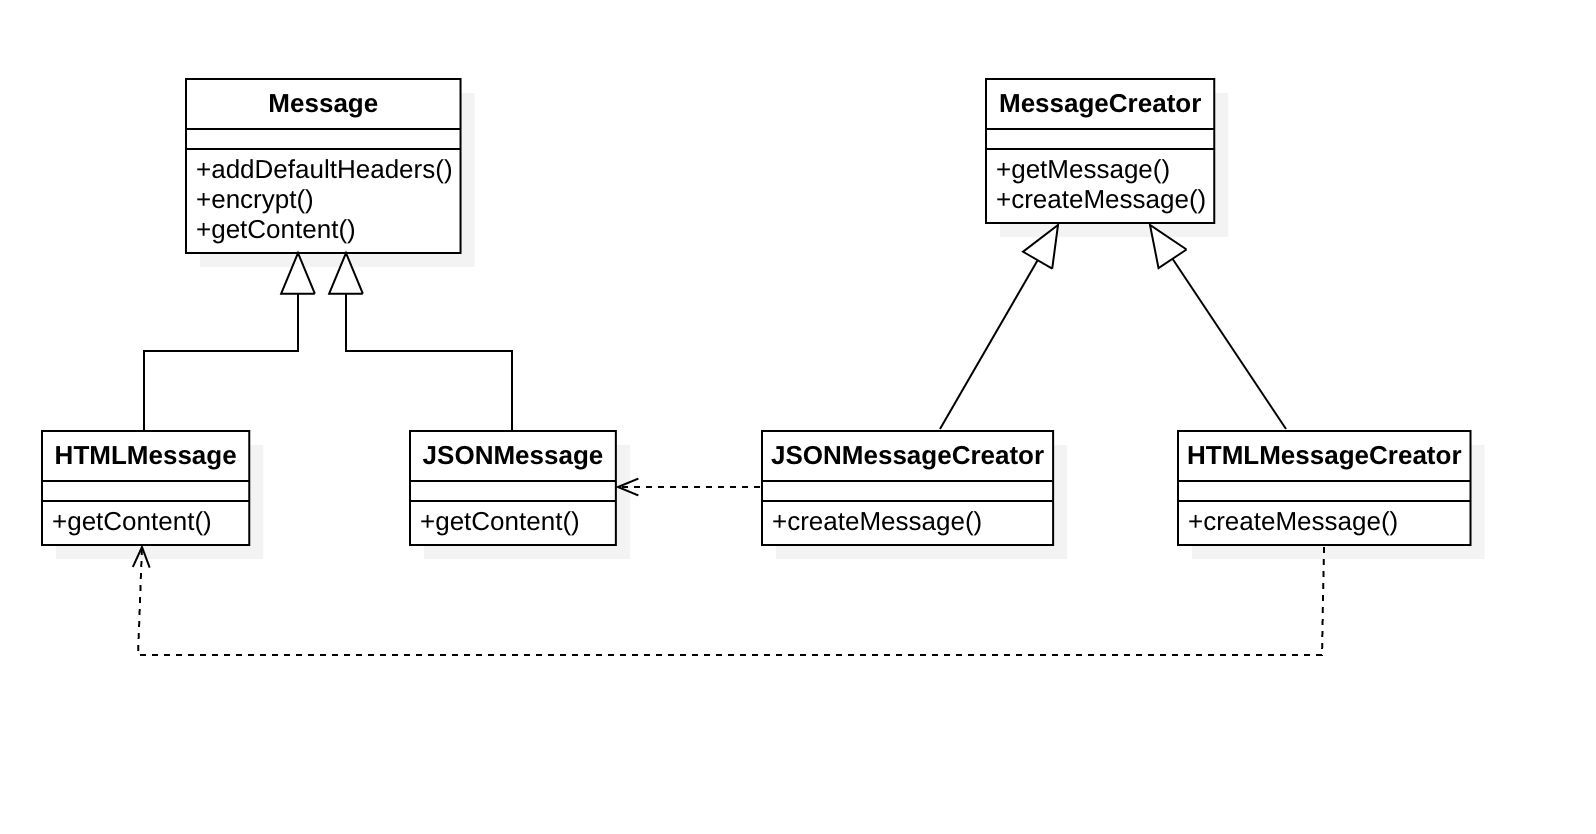 Message
+addDefaultHeaders()
+encrypt()
+getContent()
MessageCreator
+getMessage()
+createMessage()
HTMLMessage
+getContent()
JSONMessage
+getContent()
JSONMessageCreator
+createMessage()
HTMLMessageCreator
+createMessage()